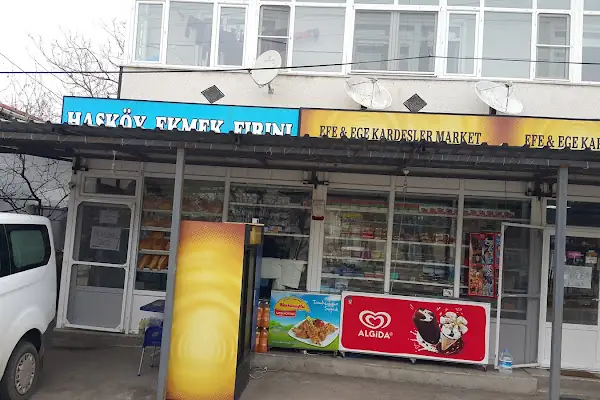 HASKÖY EKMEK FIRINI
EFE & EGE KARDEŞLER MARKET
EFE & EGE KAR
ALGIDA